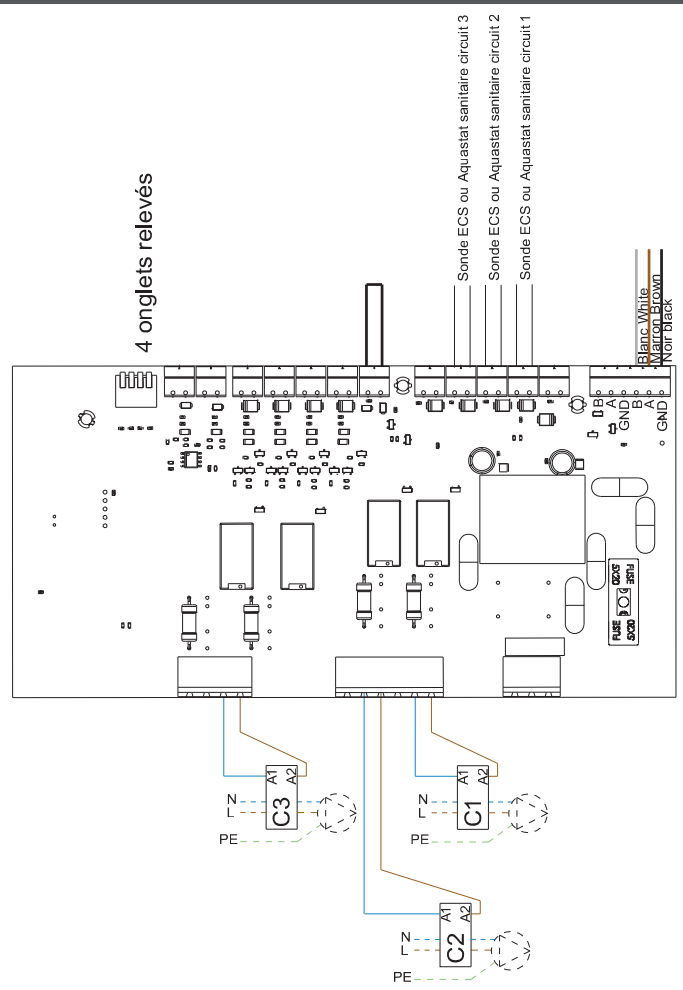 Sonde ECS ou Aquastat sanitaire circuit 3
Sonde ECS ou Aquastat sanitaire circuit 2
Sonde ECS ou Aquastat sanitaire circuit 1
4 onglets relevés
Blanc White
Marron Brown
Noir black
B
A
GND
B
A
GND
FUSE
5X20
FUSE
5X20
A1
A2
C3
N
L
PE
A1
A2
C1
N
L
PE
A1
A2
C2
N
L
PE